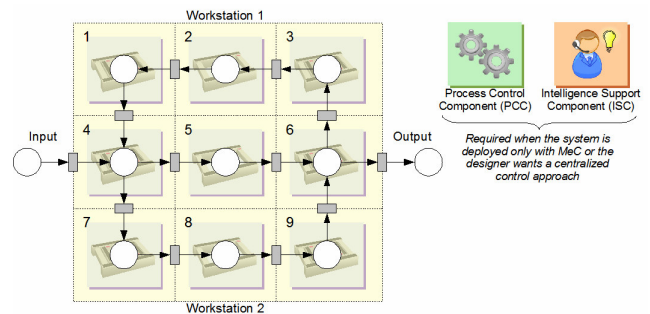 Workstation 1
1
2
3
Process Control
Component (PCC)
Intelligence Support
Component (ISC)
Input
4
5
6
Output
Required when the system is
deployed only with MeC or the
designer wants a centralized
control approach
7
8
9
Workstation 2